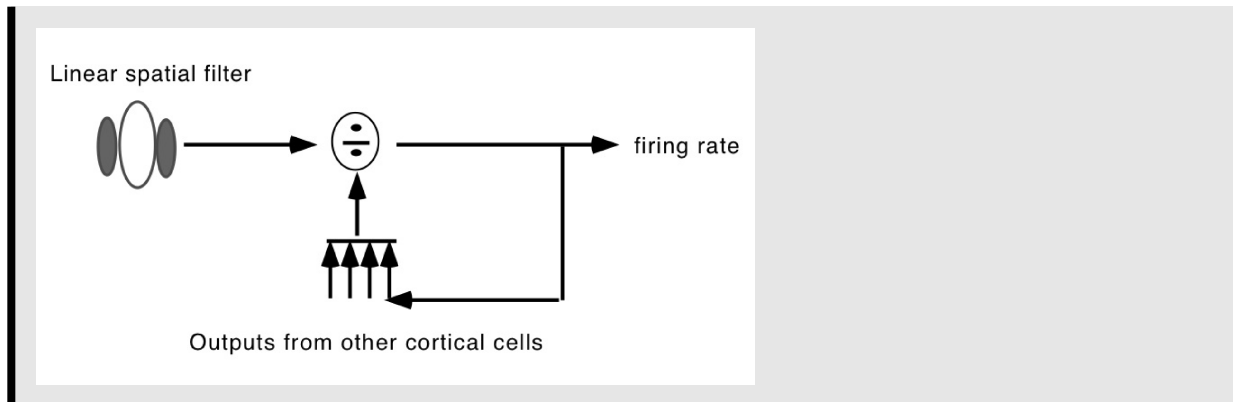 Linear spatial filter
firing rate
Outputs from other cortical cells